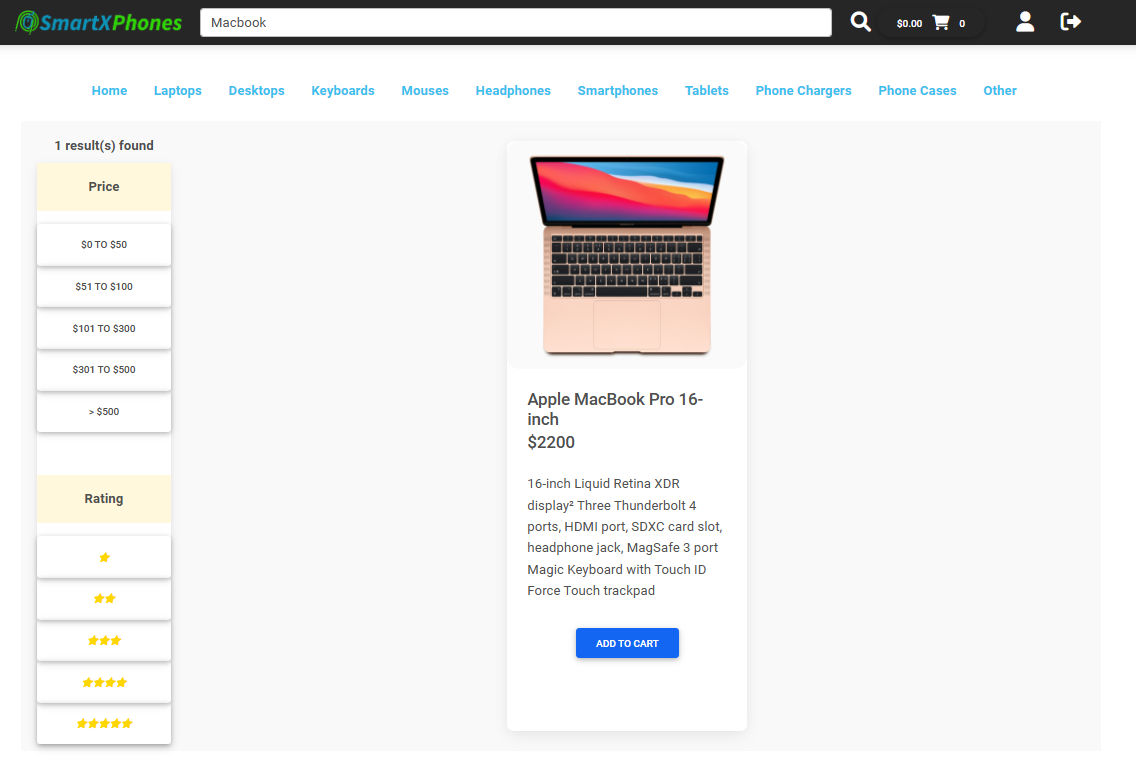 SmartXPhones
Macbook
$0.00 0
Home Laptops Desktops Keyboards Mouses Headphones Smartphones Tablets Phone Chargers Phone Cases Other
1 result(s) found
Price
$0 TO $50
$51 TO $100
$101 TO $300
$301 TO $500
> $500
Rating
Apple MacBook Pro 16-
inch
$2200
16-inch Liquid Retina XDR
display² Three Thunderbolt 4
ports, HDMI port, SDXC card slot,
headphone jack, MagSafe 3 port
Magic Keyboard with Touch ID
Force Touch trackpad
ADD TO CART